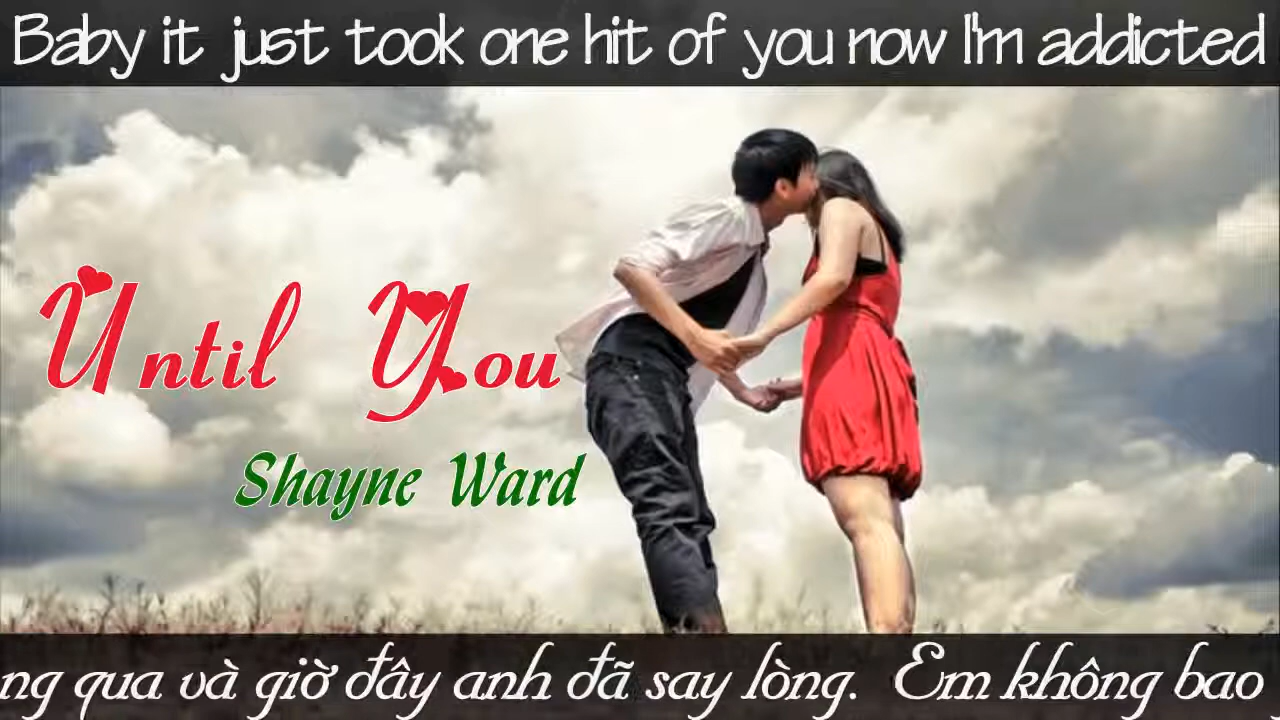 Baby it just took one hit of you now I'm addicted
Until You
Shayne Ward
ng qua và giờ đây anh đã say lòng. Em không bao